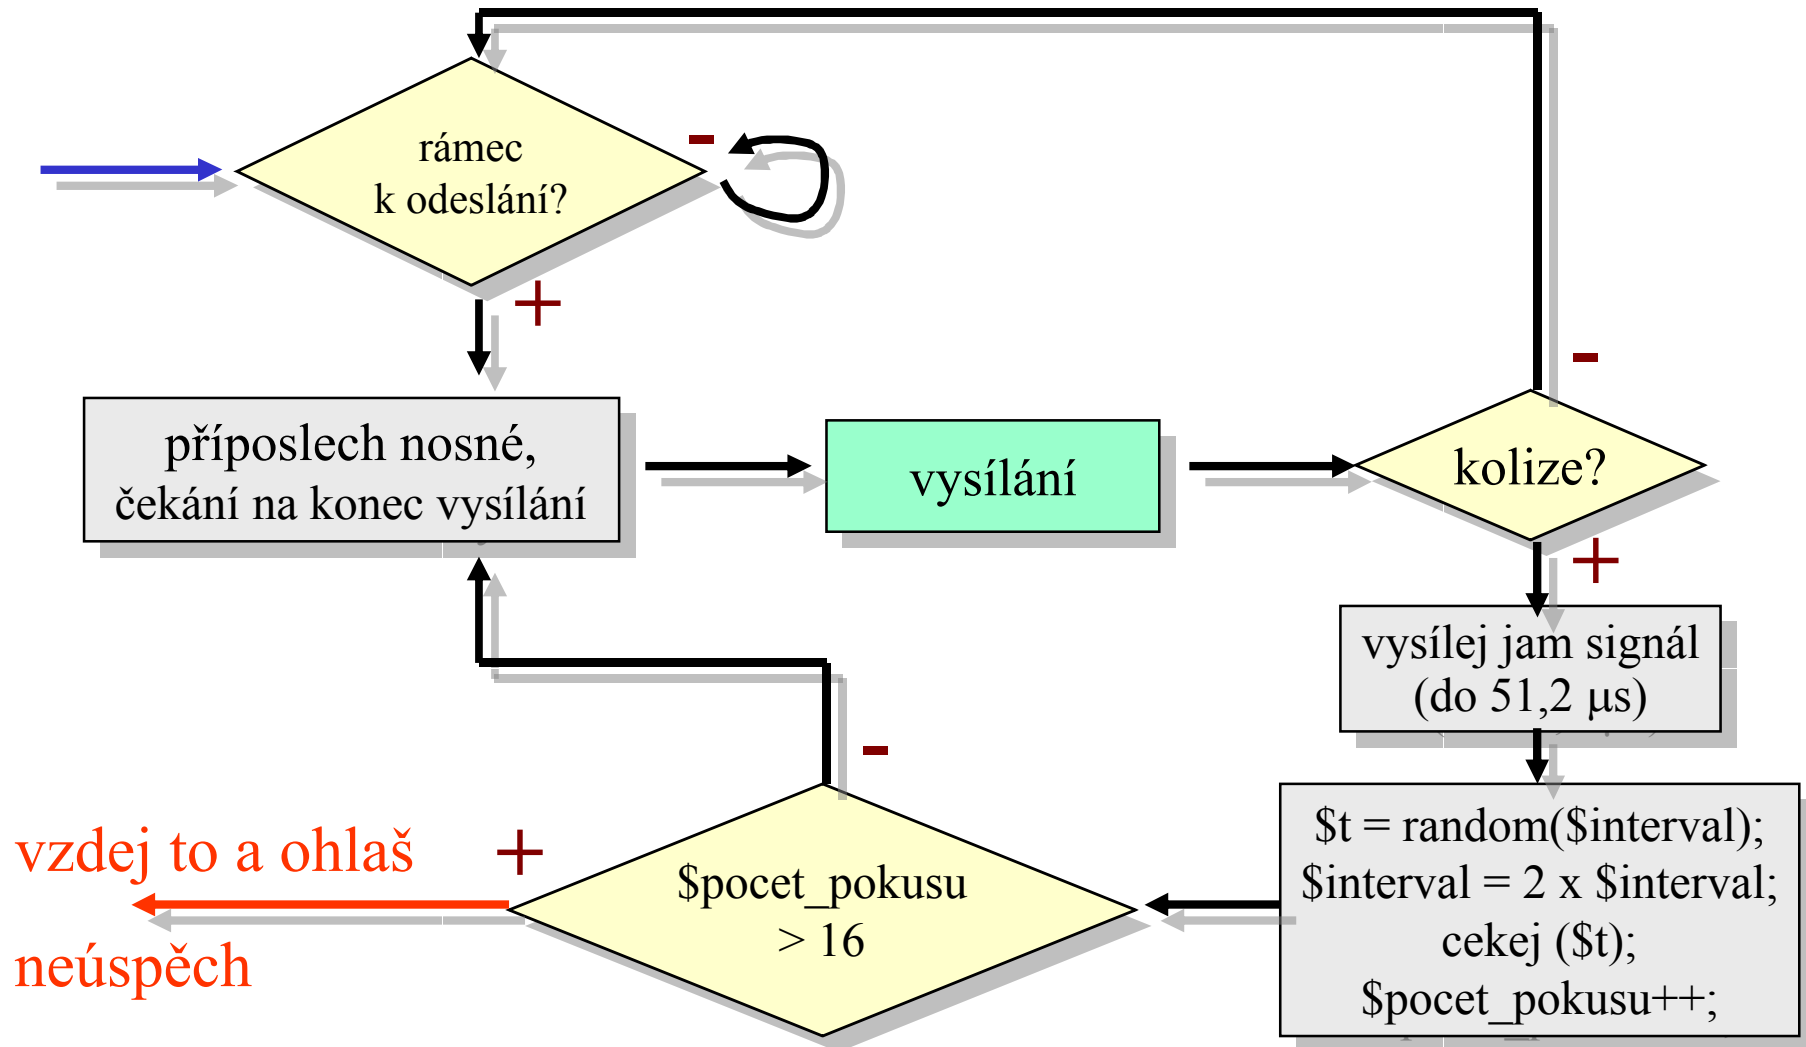 rámec
k odeslání?
-
+
příposlech nosné,
čekání na konec vysílání
vysílání
kolize?
-
+
vysílej jam signál
(do 51,2 μs)
$t = random($interval);
$interval = 2 x $interval;
cekej ($t);
$pocet_pokusu++;
$pocet_pokusu
> 16
-
+
vzdej to a ohlaš
neúspěch